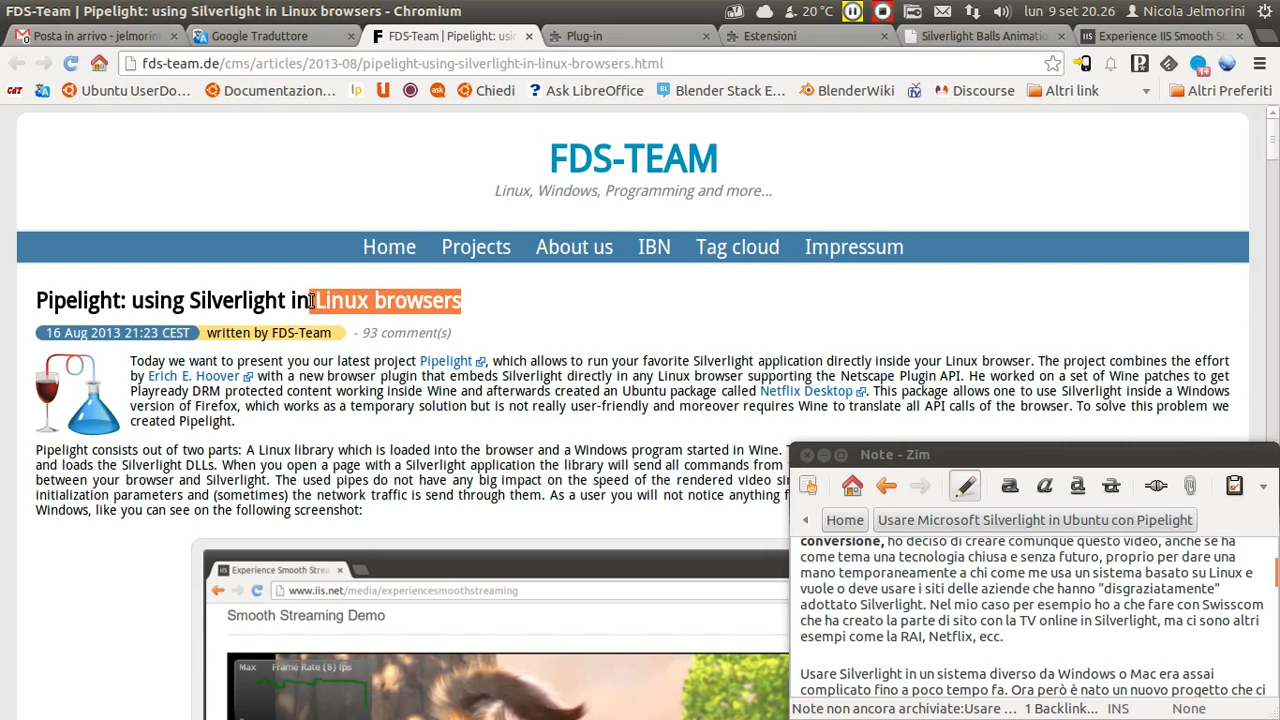 FDS-Team | Pipelight: using Silverlight in Linux browsers - Chromium
20 °C
lun 9 set 20.26
Nicola Jelmorini
Posta in arrivo - jelmorin
Google Traduttore
FDS-Team | Pipelight: usin
Plug-in
Estensioni
Silverlight Balls Animatio
Experience IIS Smooth St
fds-team.de/cms/articles/2013-08/pipelight-using-silverlight-in-linux-browsers.html
CAT
Ubuntu UserDo...
Documentazion...
lp
ask
Chiedi
? Ask LibreOffice
Blender Stack E...
BlenderWiki
Discourse
Altri link
Altri Preferiti
FDS-TEAM
Linux, Windows, Programming and more...
Home Projects About us IBN Tag cloud Impressum
Pipelight: using Silverlight in Linux browsers
16 Aug 2013 21:23 CEST written by FDS-Team - 93 comment(s)
Today we want to present you our latest project Pipelight, which allows to run your favorite Silverlight application directly inside your Linux browser. The project combines the effort
by Erich E. Hoover with a new browser plugin that embeds Silverlight directly in any Linux browser supporting the Netscape Plugin API. He worked on a set of Wine patches to get
Playready DRM protected content working inside Wine and afterwards created an Ubuntu package called Netflix Desktop. This package allows one to use Silverlight inside a Windows
version of Firefox, which works as a temporary solution but is not really user-friendly and moreover requires Wine to translate all API calls of the browser. To solve this problem we
created Pipelight.
Pipelight consists out of two parts: A Linux library which is loaded into the browser and a Windows program started in Wine. T
and loads the Silverlight DLLs. When you open a page with a Silverlight application the library will send all commands from
between your browser and Silverlight. The used pipes do not have any big impact on the speed of the rendered video si
initialization parameters and (sometimes) the network traffic is send through them. As a user you will not notice anything f
Windows, like you can see on the following screenshot:
Experience Smooth Strea
www.iis.net/media/experiencesmoothstreaming
Smooth Streaming Demo
Max Frame Rate (8) fps
Note - Zim
Home
Usare Microsoft Silverlight in Ubuntu con Pipelight
conversione, ho deciso di creare comunque questo video, anche se ha
come tema una tecnologia chiusa e senza futuro, proprio per dare una
mano temporaneamente a chi come me usa un sistema basato su Linux e
vuole o deve usare i siti delle aziende che hanno "disgraziatamente"
adottato Silverlight. Nel mio caso per esempio ho a che fare con Swisscom
che ha creato la parte di sito con la TV online in Silverlight, ma ci sono altri
esempi come la RAI, Netflix, ecc.
Usare Silverlight in un sistema diverso da Windows o Mac era assai
complicato fino a poco tempo fa. Ora però è nato un nuovo progetto che ci
Note non ancora archiviate:Usare ... 1 Backlink... INS None